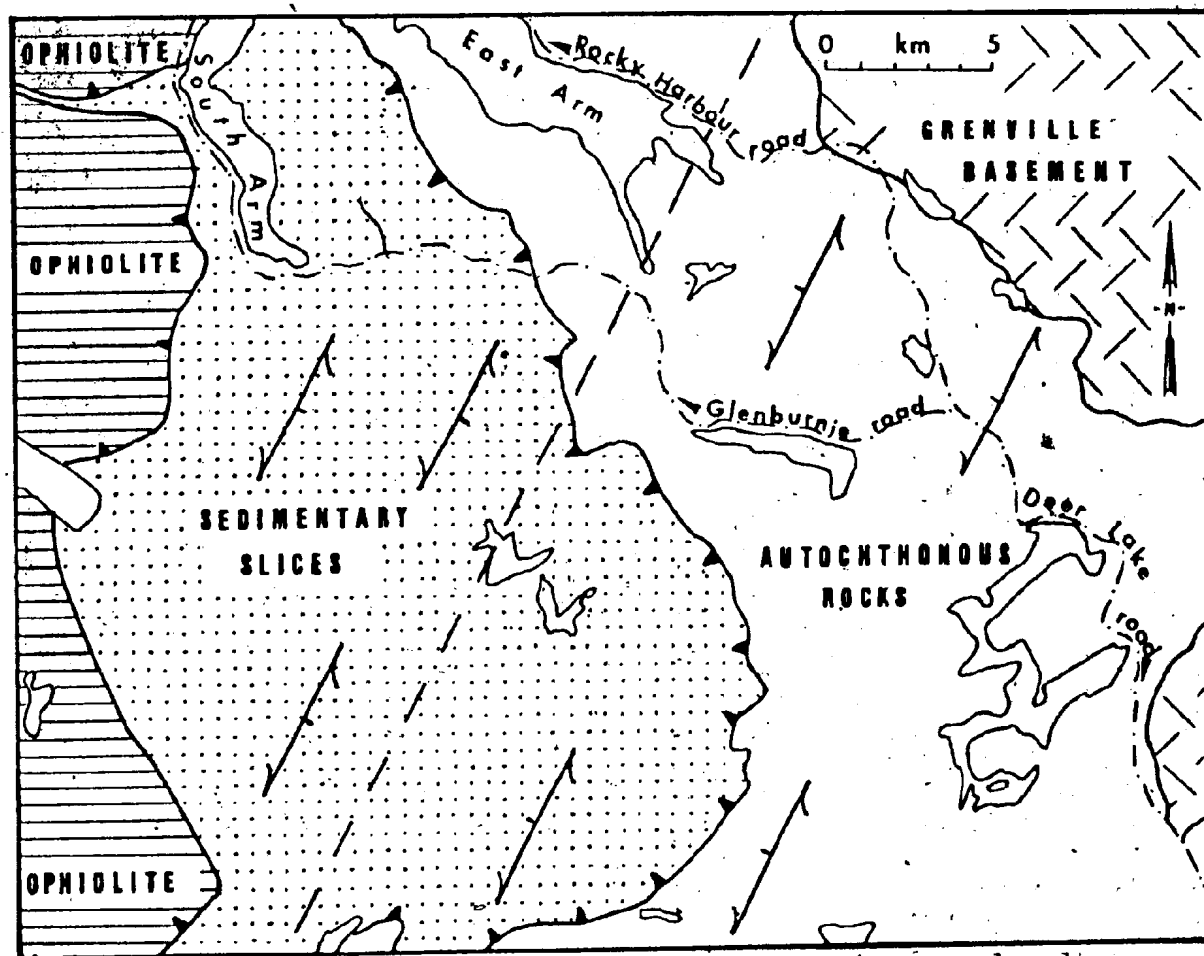 OPHIOLITE
South Arm
East
Arm
Rocky Harbour road
0 km 5
GRENVILLE
BASEMENT
OPHIOLITE
N
Glenburnie road
SEDIMENTARY
SLICES
AUTOCHTHONOUS
ROCKS
Deer Lake road
OPHIOLITE